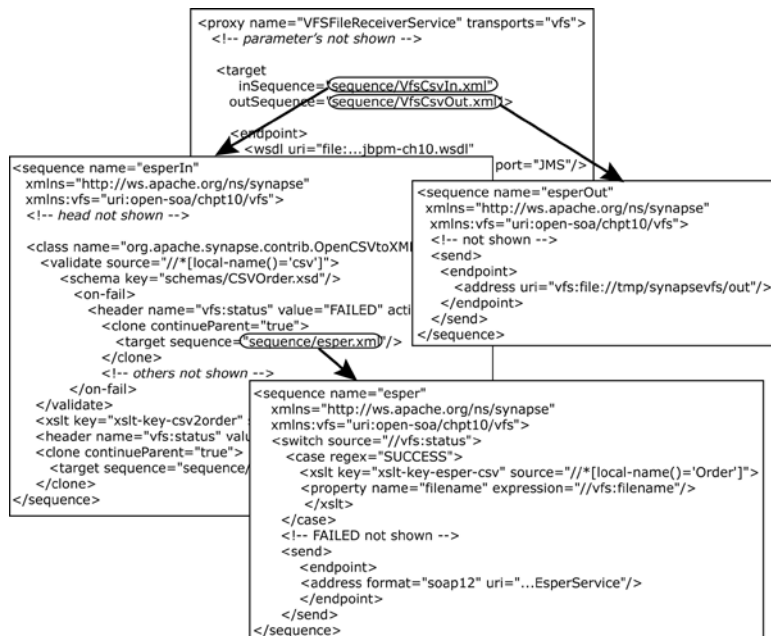 <proxy name="VFSFileReceiverService" transports="vfs">
<!-- parameter's not shown -->
<target
inSequence="sequence/VfsCsvIn.xml"
outSequence="sequence/VfsCsvOut.xml">
<endpoint>
<wsdl uri="file:...jbpm-ch10.wsdl"
port="JMS"/>
<sequence name="esperIn"
xmlns="http://ws.apache.org/ns/synapse"
xmlns:vfs="uri:open-soa/chpt10/vfs">
<!-- head not shown -->
<class name="org.apache.synapse.contrib.OpenCSVtoXML
<validate source="//*[local-name()='csv']">
<schema key="schemas/CSVOrder.xsd"/>
<on-fail>
<header name="vfs:status" value="FAILED" acti
<clone continueParent="true">
<target sequence="sequence/esper.xml"/>
</clone>
<!-- others not shown -->
</on-fail>
</validate>
<xslt key="xslt-key-csv2order" s
<header name="vfs:status" valu
<clone continueParent="true">
<target sequence="sequence/
</clone>
</sequence>
<sequence name="esperOut"
xmlns="http://ws.apache.org/ns/synapse"
xmlns:vfs="uri:open-soa/chpt10/vfs">
<!-- not shown -->
<send>
<endpoint>
<address uri="vfs:file://tmp/synapsevfs/out"/>
</endpoint>
</send>
</sequence>
<sequence name="esper"
xmlns="http://ws.apache.org/ns/synapse"
xmlns:vfs="uri:open-soa/chpt10/vfs">
<switch source="//vfs:status">
<case regex="SUCCESS">
<xslt key="xslt-key-esper-csv" source="//*[local-name()='Order']">
<property name="filename" expression="//vfs:filename"/>
</xslt>
</case>
<!-- FAILED not shown -->
<send>
<endpoint>
<address format="soap12" uri="...EsperService"/>
</endpoint>
</send>
</sequence>